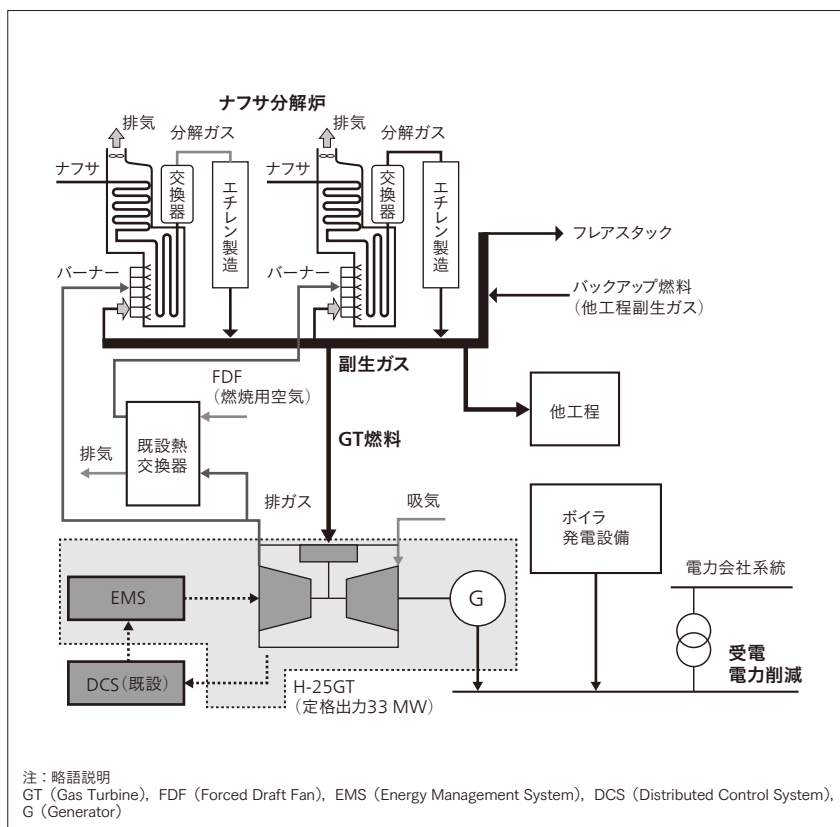 ナフサ分解炉
排気
分解ガス
排気
分解ガス
ナフサ
交換器
エチレン製造
ナフサ
交換器
エチレン製造
フレアスタック
バーナー
バーナー
バックアップ燃料
(他工程副生ガス)
副生ガス
FDF
(燃焼用空気)
他工程
GT燃料
既設熱
交換器
排気
排ガス
吸気
ボイラ
発電設備
電力会社系統
EMS
G
受電
電力削減
DCS(既設)
H-25GT
(定格出力33 MW)
注:略語説明
GT(Gas Turbine), FDF(Forced Draft Fan), EMS(Energy Management System), DCS(Distributed Control System),
G(Generator)